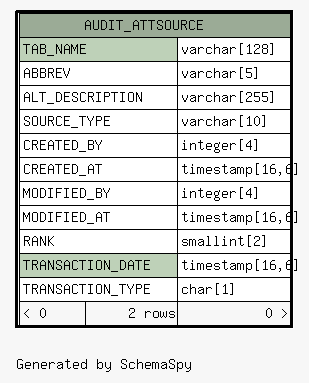 AUDIT_ATTSOURCE
TAB_NAME varchar[128]
ABBREV varchar[5]
ALT_DESCRIPTION varchar[255]
SOURCE_TYPE varchar[10]
CREATED_BY integer[4]
CREATED_AT timestamp[16,6]
MODIFIED_BY integer[4]
MODIFIED_AT timestamp[16,6]
RANK smallint[2]
TRANSACTION_DATE timestamp[16,6]
TRANSACTION_TYPE char[1]
< 0 2 rows 0 >
Generated by SchemaSpy